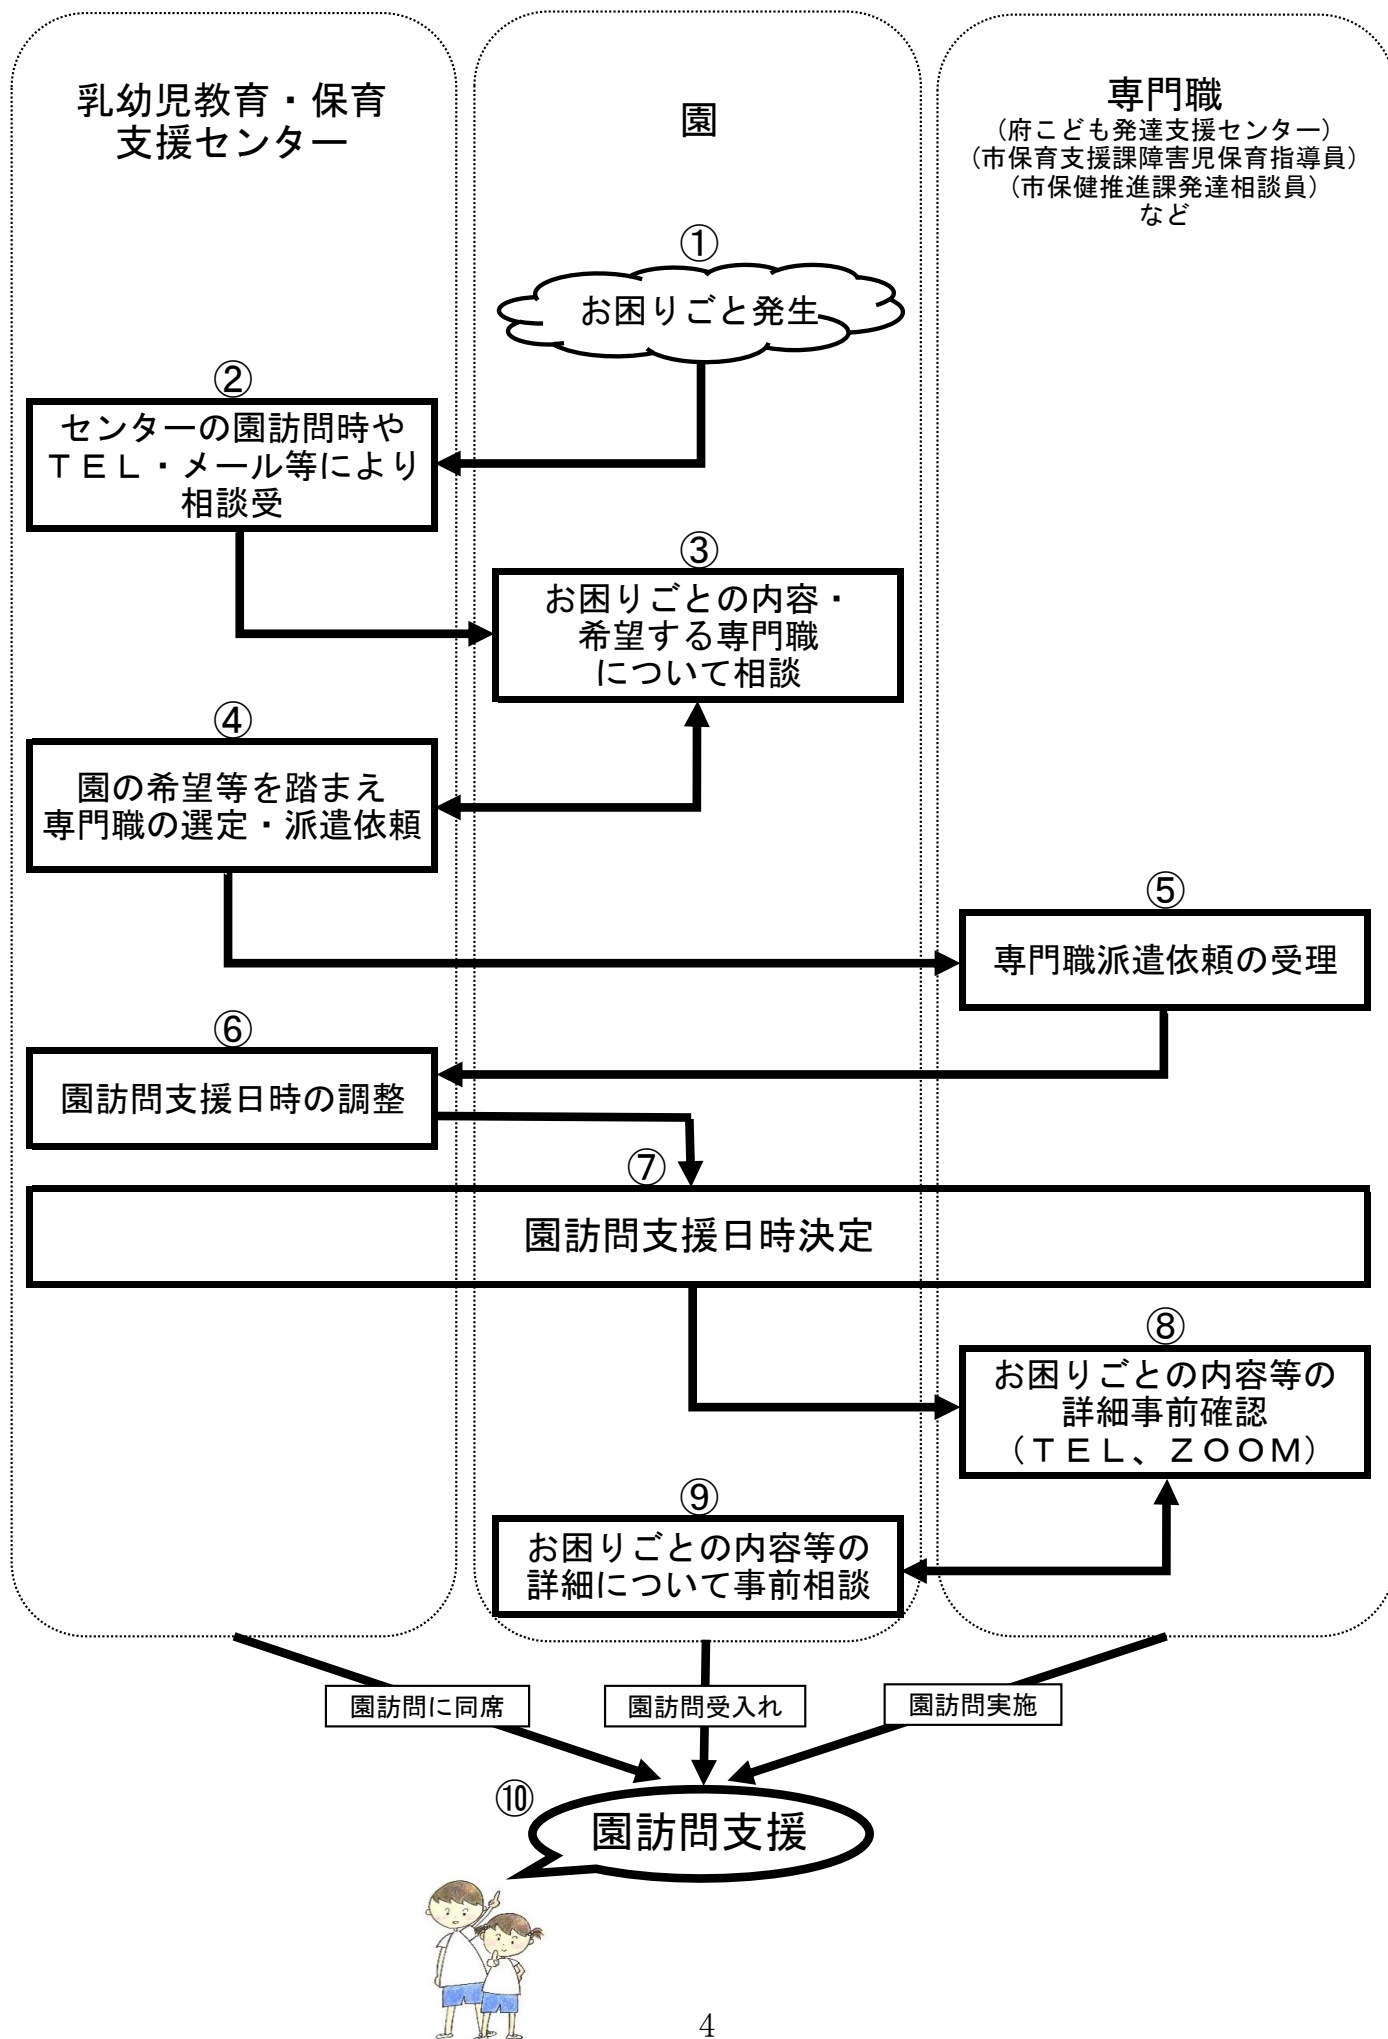 乳幼児教育・保育
支援センター
園
専門職
（府こども発達支援センター）
（市保育支援課障害児保育指導員）
（市保健推進課発達相談員）
など
①
お困りごと発生
②
センターの園訪問時や
ＴＥＬ・メール等により
相談受
③
お困りごとの内容・
希望する専門職
について相談
④
園の希望等を踏まえ
専門職の選定・派遣依頼
⑤
専門職派遣依頼の受理
⑥
園訪問支援日時の調整
⑦
園訪問支援日時決定
⑧
お困りごとの内容等の
詳細事前確認
（ＴＥＬ、ＺＯＯＭ）
⑨
お困りごとの内容等の
詳細について事前相談
園訪問に同席
園訪問受入れ
園訪問実施
⑩
園訪問支援
4